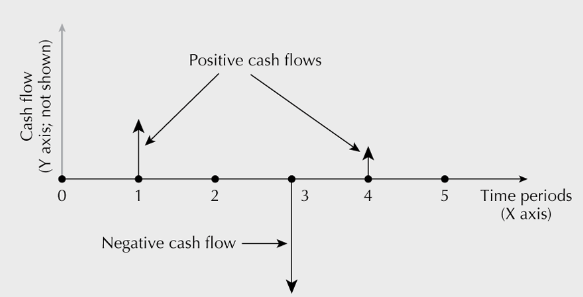 Positive cash flows
Cash flow
(Y axis; not shown)
0 1 2 3 4 5
Time periods
(X axis)
Negative cash flow